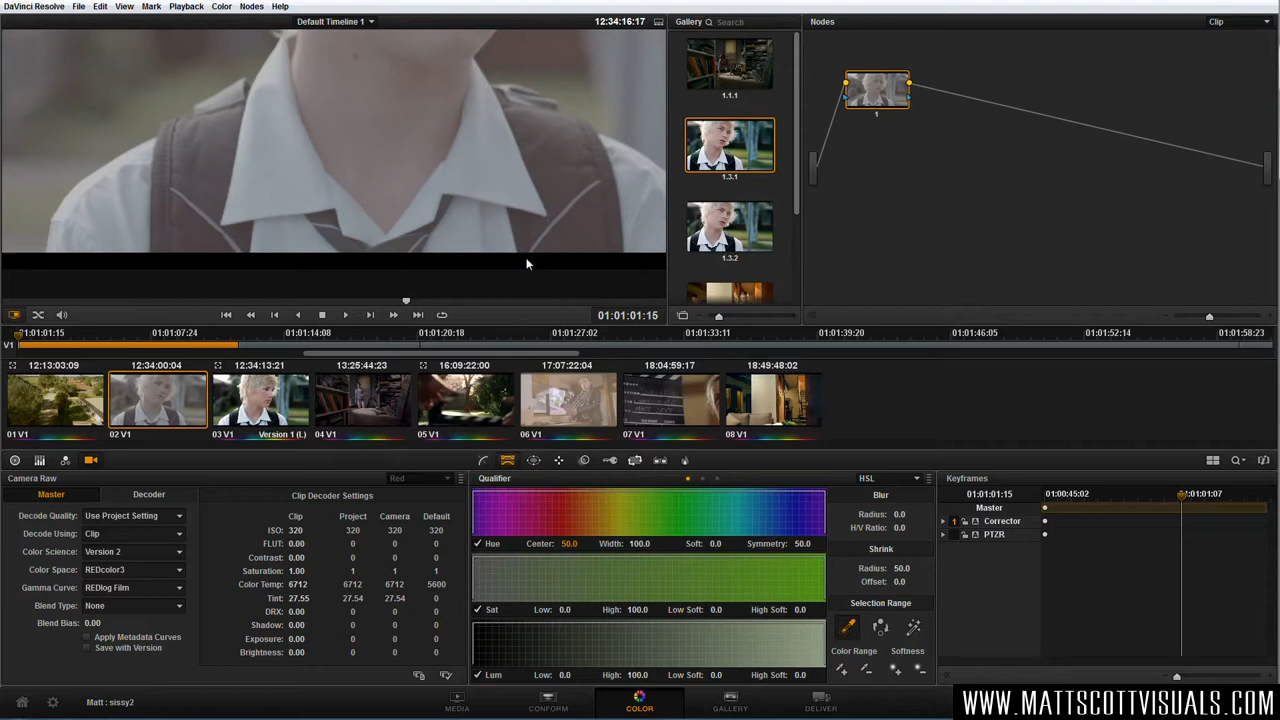 DaVinci Resolve File Edit View Mark Playback Color Nodes Help
Default Timeline 1 12:34:16:17 Gallery Search Nodes Clip
1.1.1
1
1.3.1
1.3.2
01:01:01:15
01:01:01:15 01:01:07:24 01:01:14:08 01:01:20:18 01:01:27:02 01:01:33:11 01:01:39:20 01:01:46:05 01:01:52:14 01:01:58:23
V1
12:13:03:09 12:34:00:04 12:34:13:21 13:25:44:23 16:09:22:00 17:07:22:04 18:04:59:17 18:49:48:02
01 V1 02 V1 03 V1 Version 1 (L) 04 V1 05 V1 06 V1 07 V1 08 V1
Camera Raw Red Qualifier HSL Keyframes
Master Decoder Clip Decoder Settings Blur 01:01:01:15 01:00:45:02 01:01:01:07
Decode Quality: Use Project Setting Clip Project Camera Default Radius: 0.0 Master
Decode Using: Clip ISO: 320 320 320 320 H/V Ratio: 0.0 1 Corrector
Color Science: Version 2 FLUT: 0.00 0 0 0 Hue Center: 50.0 Width: 100.0 Soft: 0.0 Symmetry: 50.0 Shrink PTZR
Color Space: REDcolor3 Contrast: 0.00 0 0 0 Radius: 50.0
Gamma Curve: REDlog Film Saturation: 1.00 1 1 1 Offset: 0.0
Blend Type: None Color Temp: 6712 6712 6712 5600
Blend Bias: 0.00 Tint: 27.55 27.54 27.54 0 Sat Low: 0.0 High: 100.0 Low Soft: 0.0 High Soft: 0.0 Selection Range
Apply Metadata Curves DRX: 0.00 0 0 0
Save with Version Shadow: 0.00 0 0 0
Exposure: 0.00 0 0 0 Color Range Softness
Brightness: 0.00 0 0 0
Lum Low: 0.0 High: 100.0 Low Soft: 0.0 High Soft: 0.0
Matt : sissy2 MEDIA CONFORM COLOR GALLERY DELIVER
WWW.MATTSCOTTVISUALS.COM